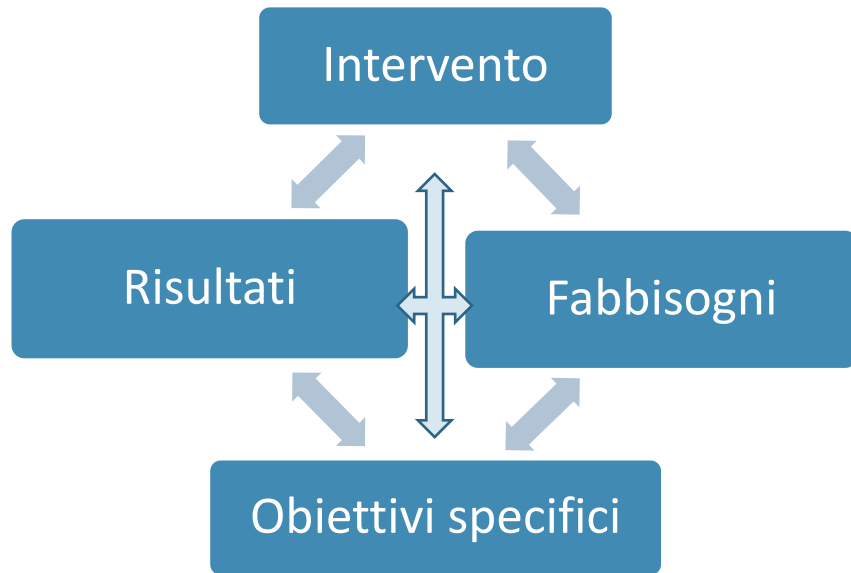 Intervento
Risultati
Fabbisogni
Obiettivi specifici